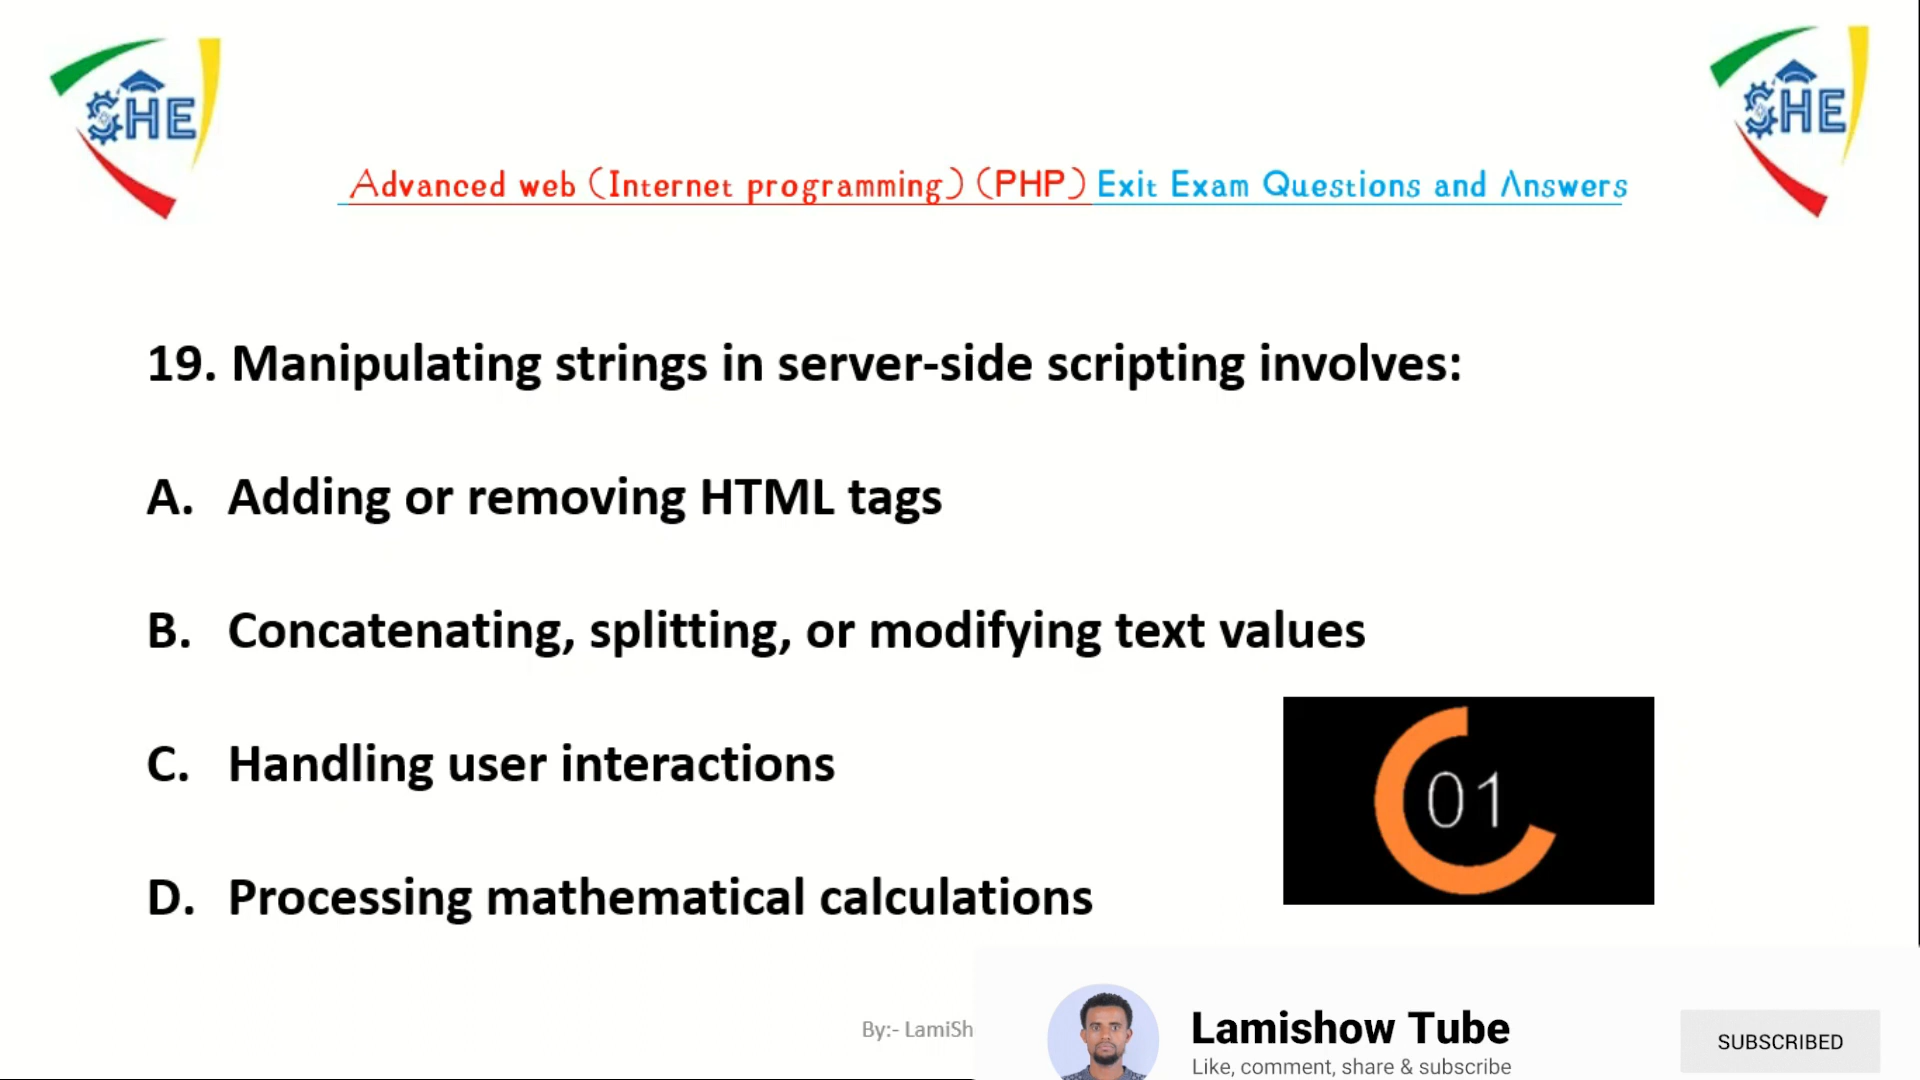 SHE
SHE
Advanced web (Internet programming) (PHP) Exit Exam Questions and Answers
19. Manipulating strings in server-side scripting involves:
A. Adding or removing HTML tags
B. Concatenating, splitting, or modifying text values
C. Handling user interactions
01
D. Processing mathematical calculations
By:- LamiSh
Lamishow Tube
SUBSCRIBED
Like, comment, share & subscribe